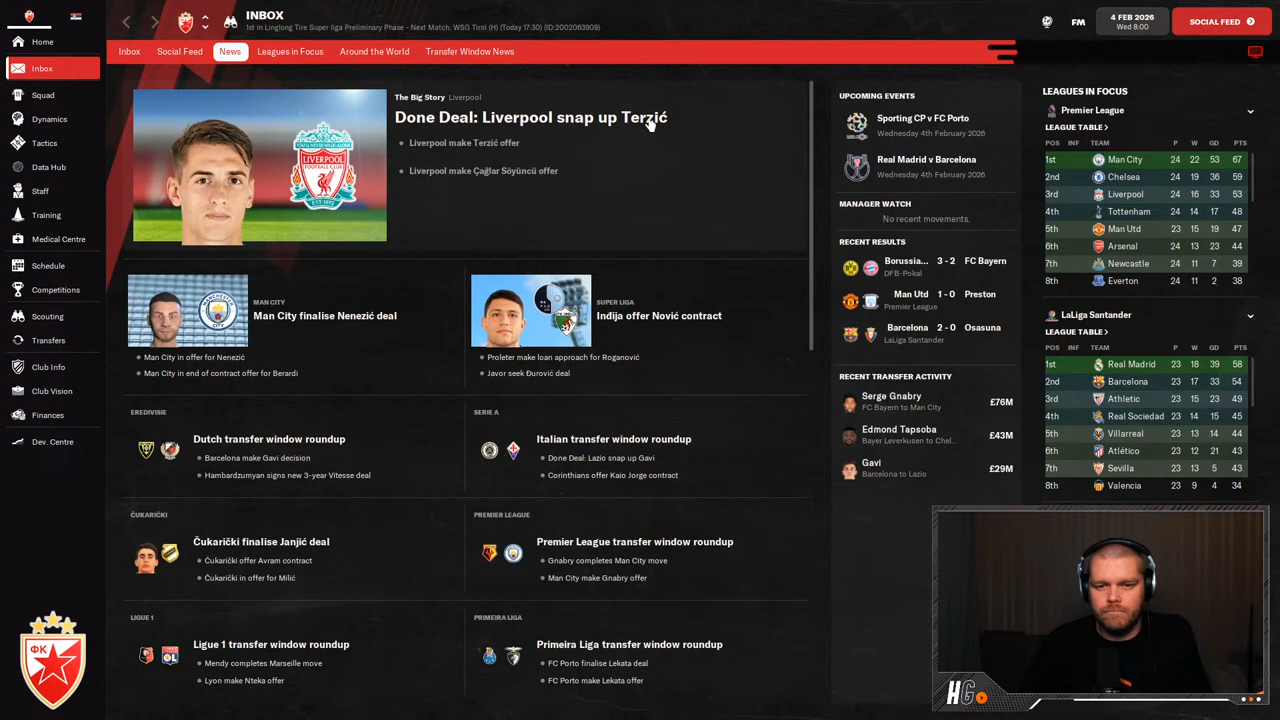 INBOX
1st in Linglong Tire Super liga Preliminary Phase - Next Match: WSG Tirol (H) (Today 17:30) (ID:2002063909)
FM
4 FEB 2026
Wed 8:00
SOCIAL FEED
Home
Inbox
Squad
Dynamics
Tactics
Data Hub
Staff
Training
Medical Centre
Schedule
Competitions
Scouting
Transfers
Club Info
Club Vision
Finances
Dev. Centre
Inbox
Social Feed
News
Leagues in Focus
Around the World
Transfer Window News
The Big Story Liverpool
Done Deal: Liverpool snap up Terzić
Liverpool make Terzić offer
Liverpool make Çağlar Söyüncü offer
LIVERPOOL
FOOTBALL CLUB
EST·1892
MAN CITY
Man City finalise Nenezić deal
Man City in offer for Nenezić
Man City in end of contract offer for Berardi
SUPER LIGA
Indija offer Nović contract
Proleter make loan approach for Roganović
Javor seek Đurović deal
EREDIVISIE
Dutch transfer window roundup
Barcelona make Gavi decision
Hambardzumyan signs new 3-year Vitesse deal
SERIE A
Italian transfer window roundup
Done Deal: Lazio snap up Gavi
Corinthians offer Kaio Jorge contract
ČUKARIČKI
Čukarički finalise Janjić deal
Čukarički offer Avram contract
Čukarički in offer for Milić
PREMIER LEAGUE
Premier League transfer window roundup
Gnabry completes Man City move
Man City make Gnabry offer
LIGUE 1
Ligue 1 transfer window roundup
Mendy completes Marseille move
Lyon make Nteka offer
PRIMEIRA LIGA
Primeira Liga transfer window roundup
FC Porto finalise Lekata deal
FC Porto make Lekata offer
UPCOMING EVENTS
Sporting CP v FC Porto
Wednesday 4th February 2026
Real Madrid v Barcelona
Wednesday 4th February 2026
MANAGER WATCH
No recent movements.
RECENT RESULTS
Borussia... 3 - 2 FC Bayern
DFB-Pokal
Man Utd 1 - 0 Preston
Premier League
Barcelona 2 - 0 Osasuna
LaLiga Santander
RECENT TRANSFER ACTIVITY
Serge Gnabry £76M
FC Bayern to Man City
Edmond Tapsoba £43M
Bayer Leverkusen to Chel...
Gavi £29M
Barcelona to Lazio
LEAGUES IN FOCUS
Premier League
LEAGUE TABLE >
POS INF TEAM P W GD PTS
1st Man City 24 22 53 67
2nd Chelsea 24 19 36 59
3rd Liverpool 24 16 33 53
4th Tottenham 24 14 17 48
5th Man Utd 24 15 19 47
6th Arsenal 24 13 23 44
7th Newcastle 24 11 7 39
8th Everton 24 11 2 38
LaLiga Santander
LEAGUE TABLE >
POS INF TEAM P W GD PTS
1st Real Madrid 23 18 39 58
2nd Barcelona 23 17 33 54
3rd Athletic 23 15 23 49
4th Real Sociedad 23 14 15 45
5th Villarreal 23 13 14 44
6th Atlético 23 12 21 43
7th Sevilla 23 13 5 43
8th Valencia 23 9 4 34
ФК
HG